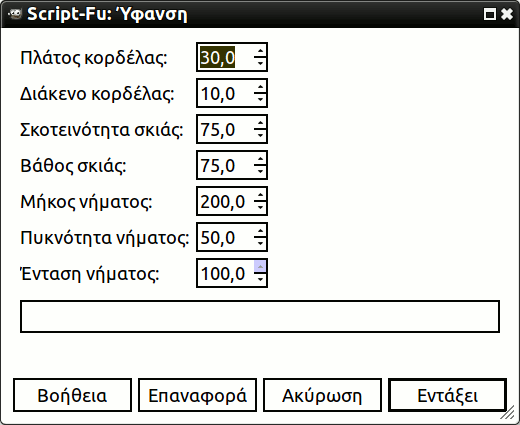 Script-Fu: Ύφανση
Πλάτος κορδέλας: 30,0
Διάκενο κορδέλας: 10,0
Σκοτεινότητα σκιάς: 75,0
Βάθος σκιάς: 75,0
Μήκος νήματος: 200,0
Πυκνότητα νήματος: 50,0
Ένταση νήματος: 100,0
Βοήθεια Επαναφορά Ακύρωση Εντάξει